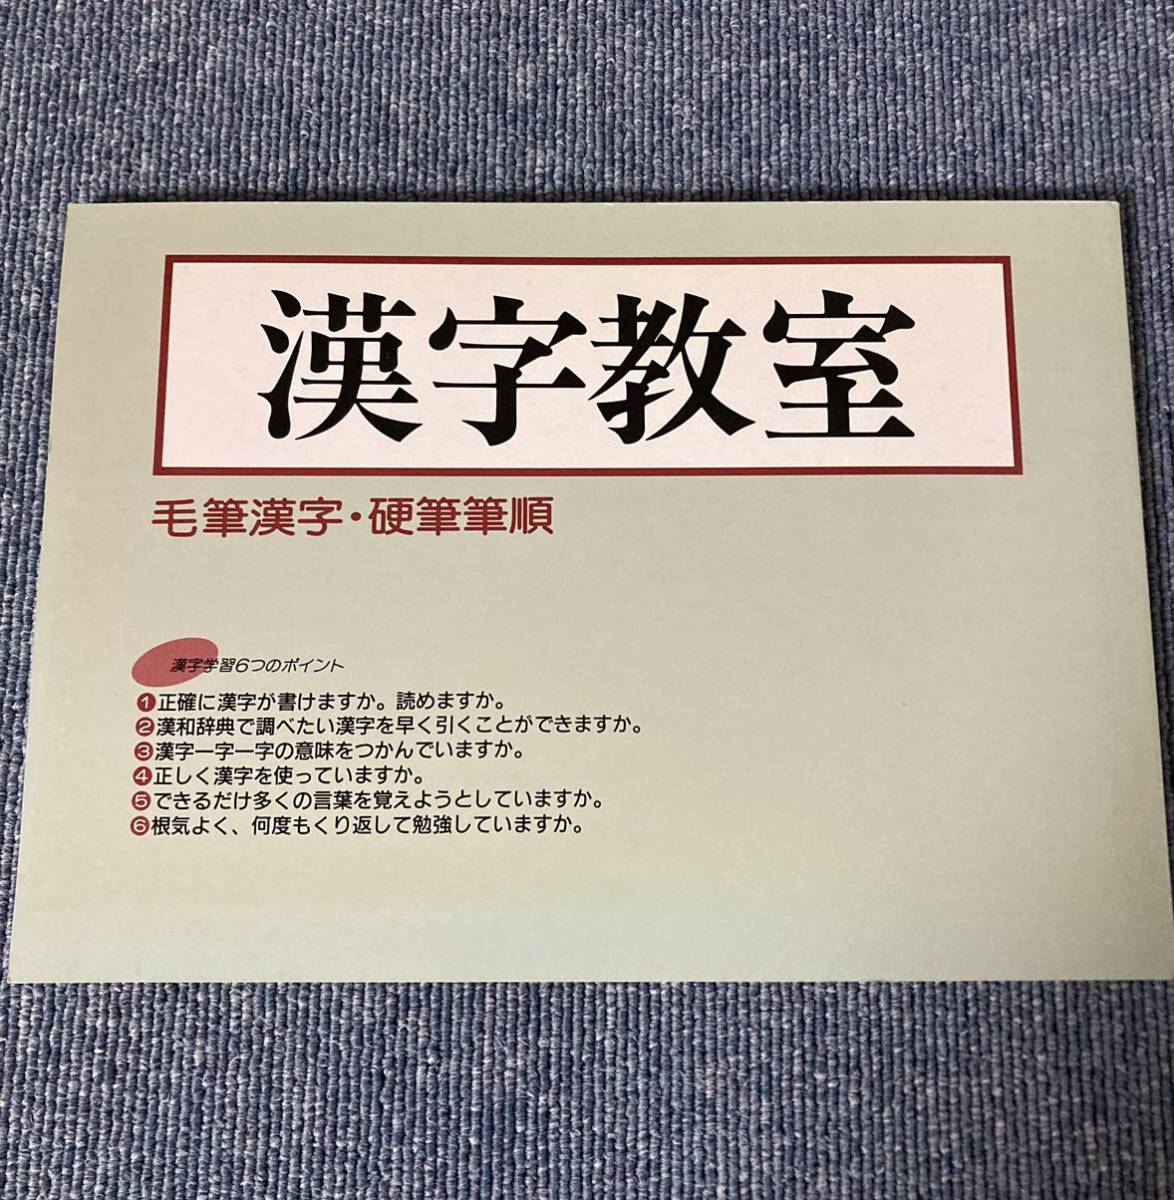 漢字教室
毛筆漢字・硬筆筆順
漢字学習6つのポイント
❶正確に漢字が書けますか。読めますか。
❷漢和辞典で調べたい漢字を早く引くことができますか。
❸漢字一字一字の意味をつかんでいますか。
❹正しく漢字を使っていますか。
❺できるだけ多くの言葉を覚えようとしていますか。
❻根気よく、何度もくり返して勉強していますか。